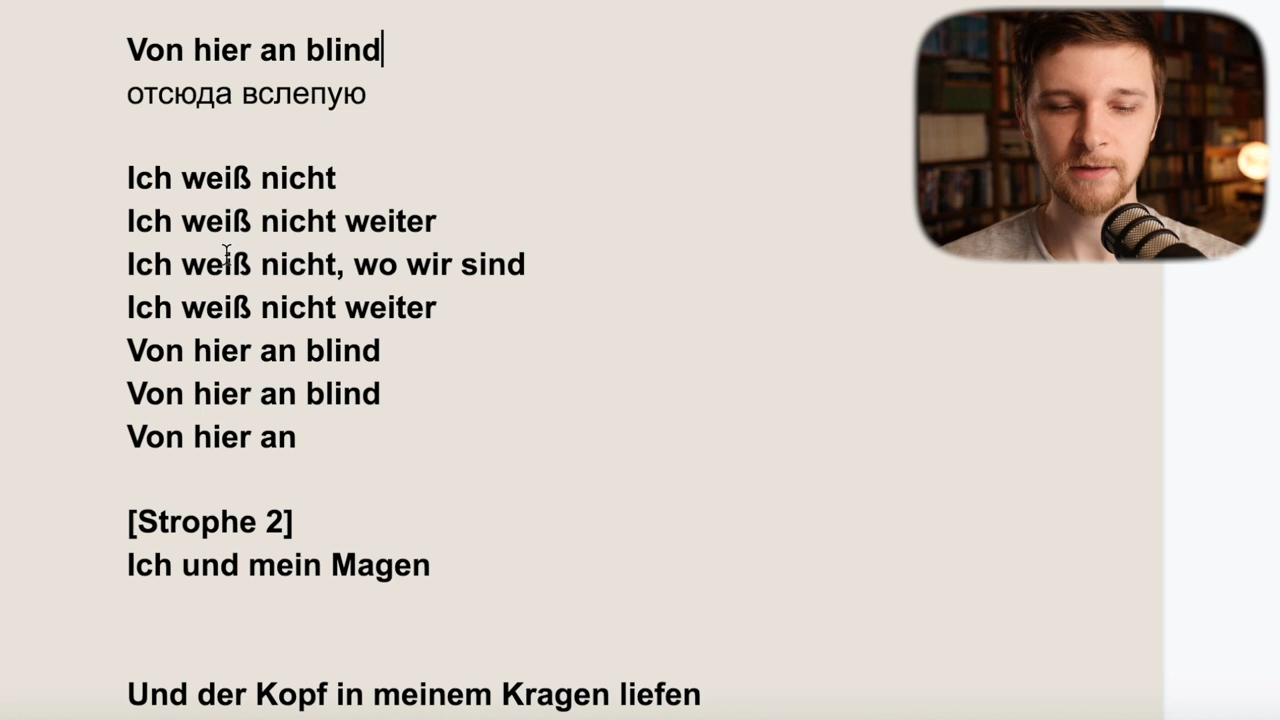 Von hier an blind
отсюда вслепую
Ich weiß nicht
Ich weiß nicht weiter
Ich weiß nicht, wo wir sind
Ich weiß nicht weiter
Von hier an blind
Von hier an blind
Von hier an
[Strophe 2]
Ich und mein Magen
Und der Kopf in meinem Kragen liefen